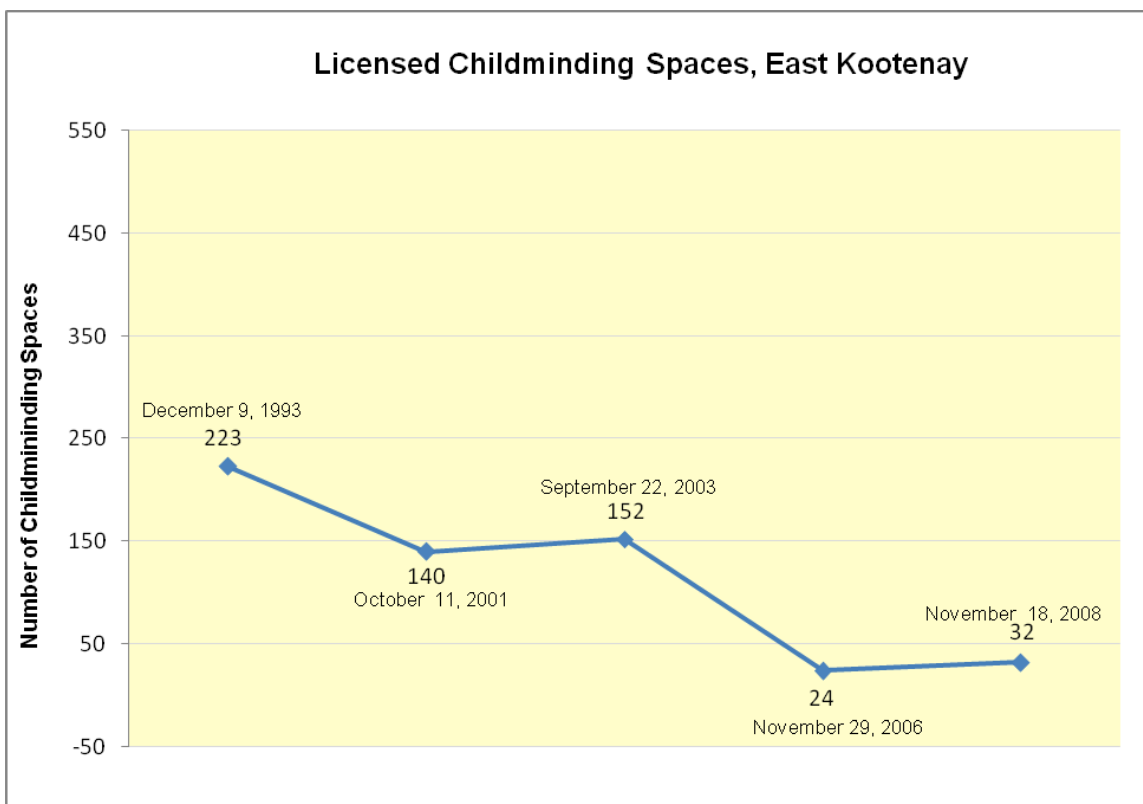 Licensed Childminding Spaces, East Kootenay
Number of Childmininding Spaces
550
450
350
250
150
50
-50
December 9, 1993
223
140
October 11, 2001
September 22, 2003
152
24
November 29, 2006
November 18, 2008
32